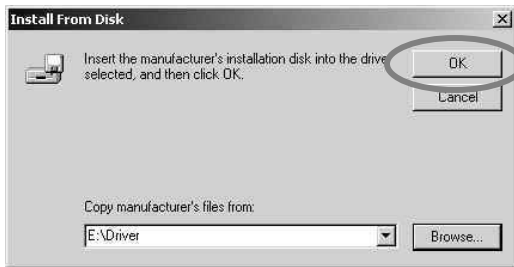 Install From Disk
Insert the manufacturer's installation disk into the drive
selected, and then click OK.
OK
Cancel
Copy manufacturer's files from:
E:\Driver
Browse...